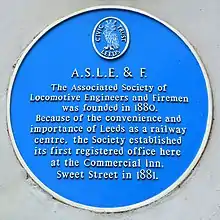 CIVIC TRUST
LEEDS
A.S.L.E. & F.
The Associated Society of
Locomotive Engineers and Firemen
was founded in 1880.
Because of the convenience and
importance of Leeds as a railway
centre, the Society established
its first registered office here
at the Commercial Inn,
Sweet Street in 1881.